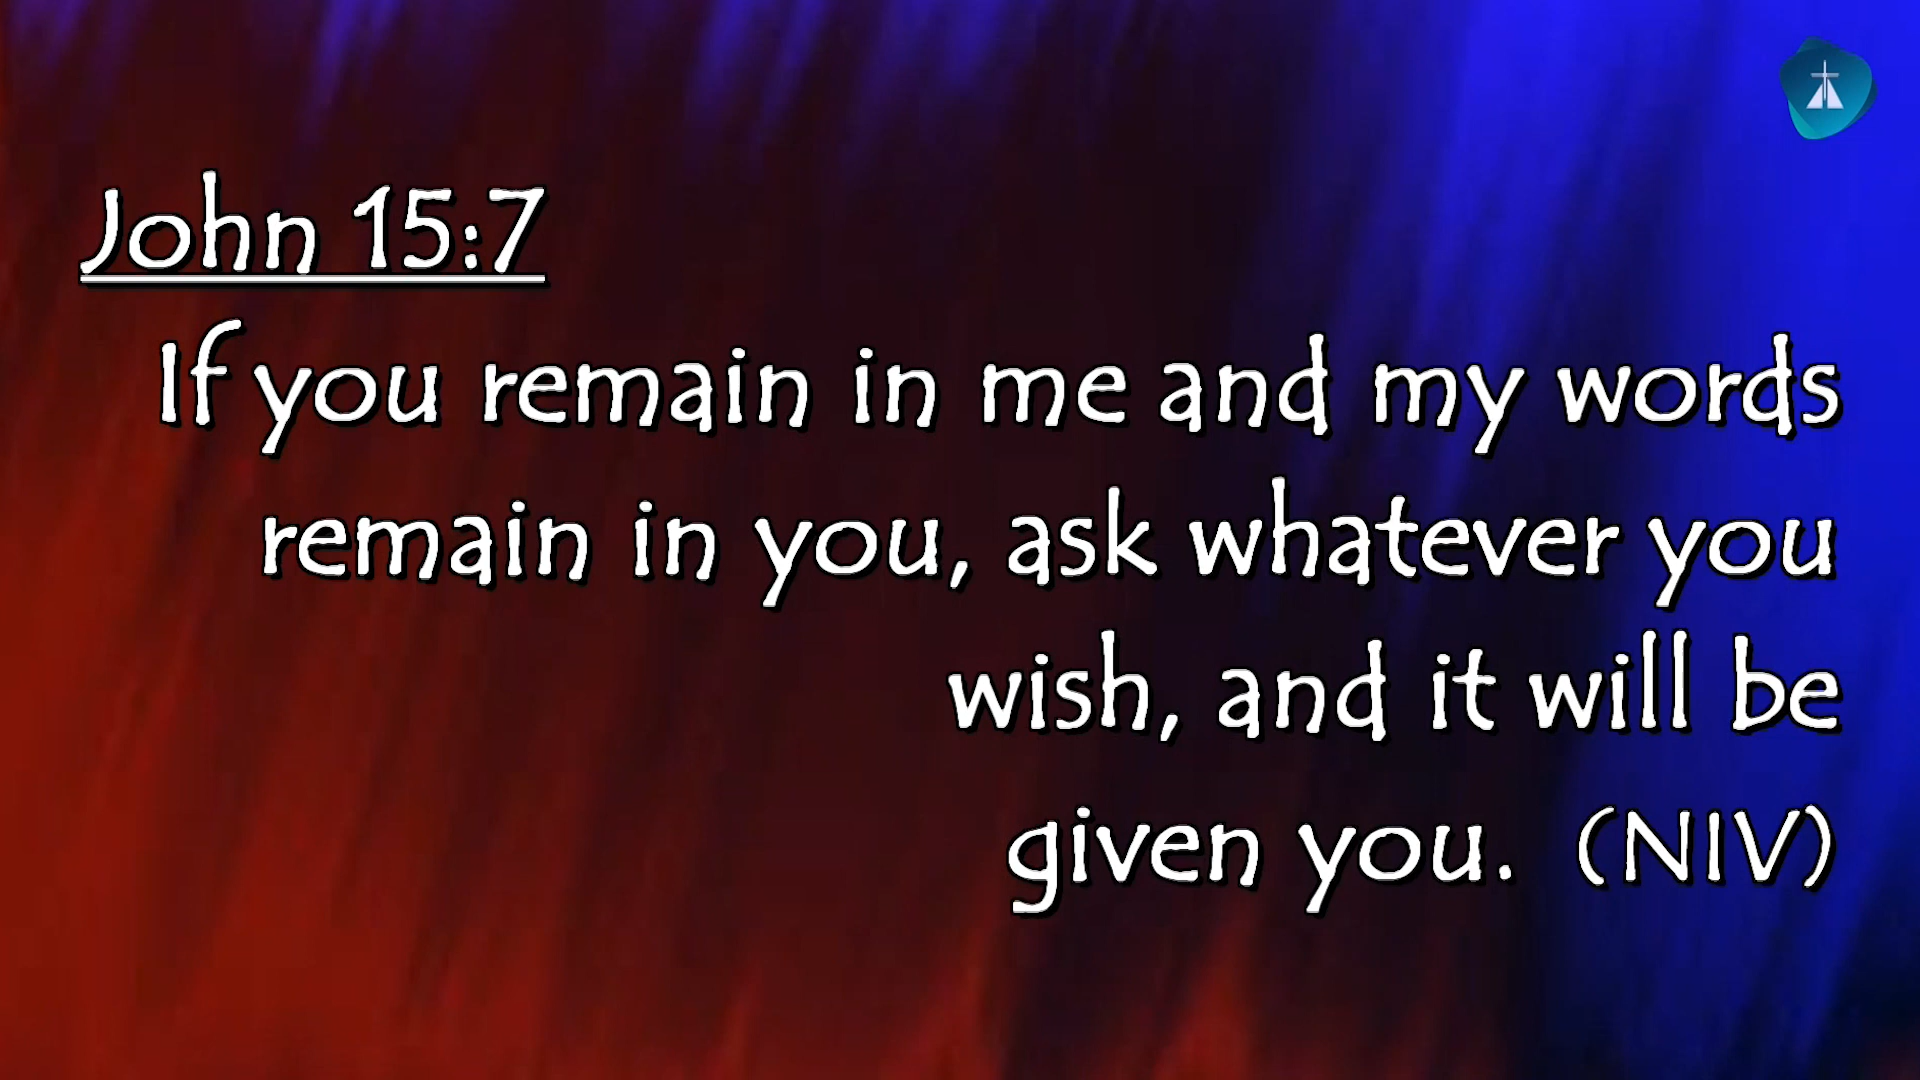 John 15:7
If you remain in me and my words
remain in you, ask whatever you
wish, and it will be
given you. (NIV)